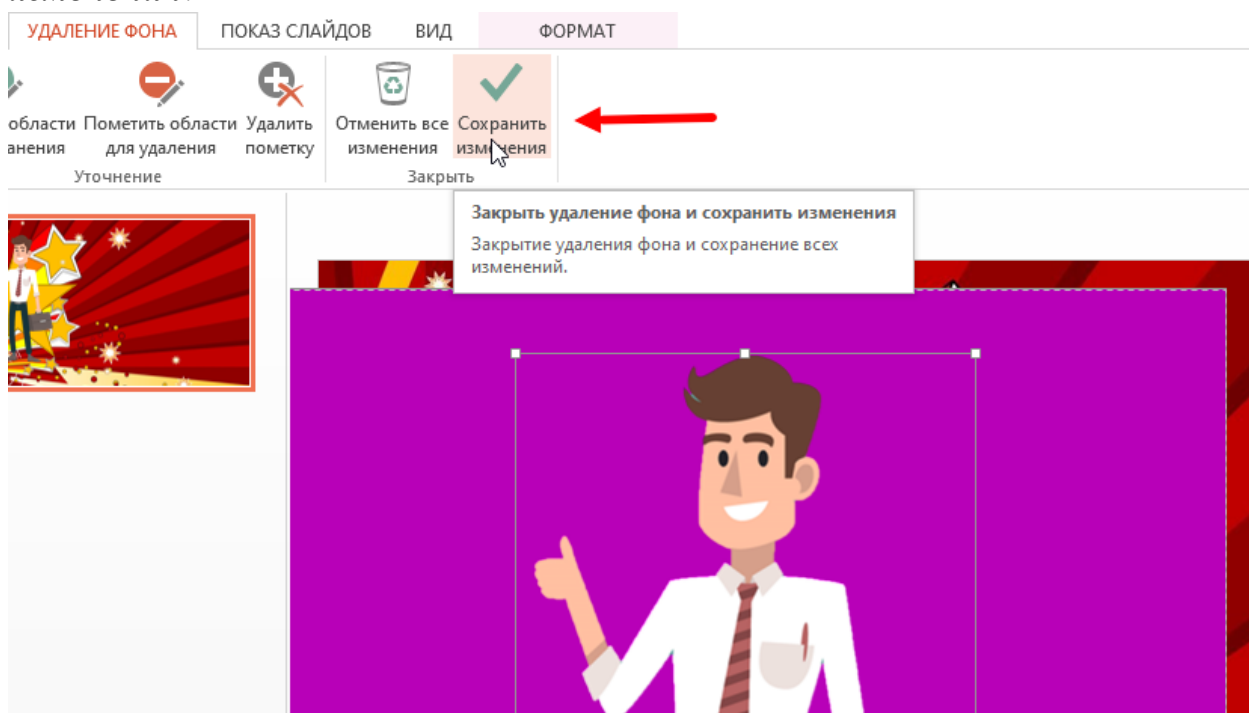 УДАЛЕНИЕ ФОНА ПОКАЗ СЛАЙДОВ ВИД ФОРМАТ
области Пометить области Удалить Отменить все Сохранить
анения для удаления пометку изменения изменения
Уточнение Закрыть
Закрыть удаление фона и сохранить изменения
Закрытие удаления фона и сохранение всех
изменений.